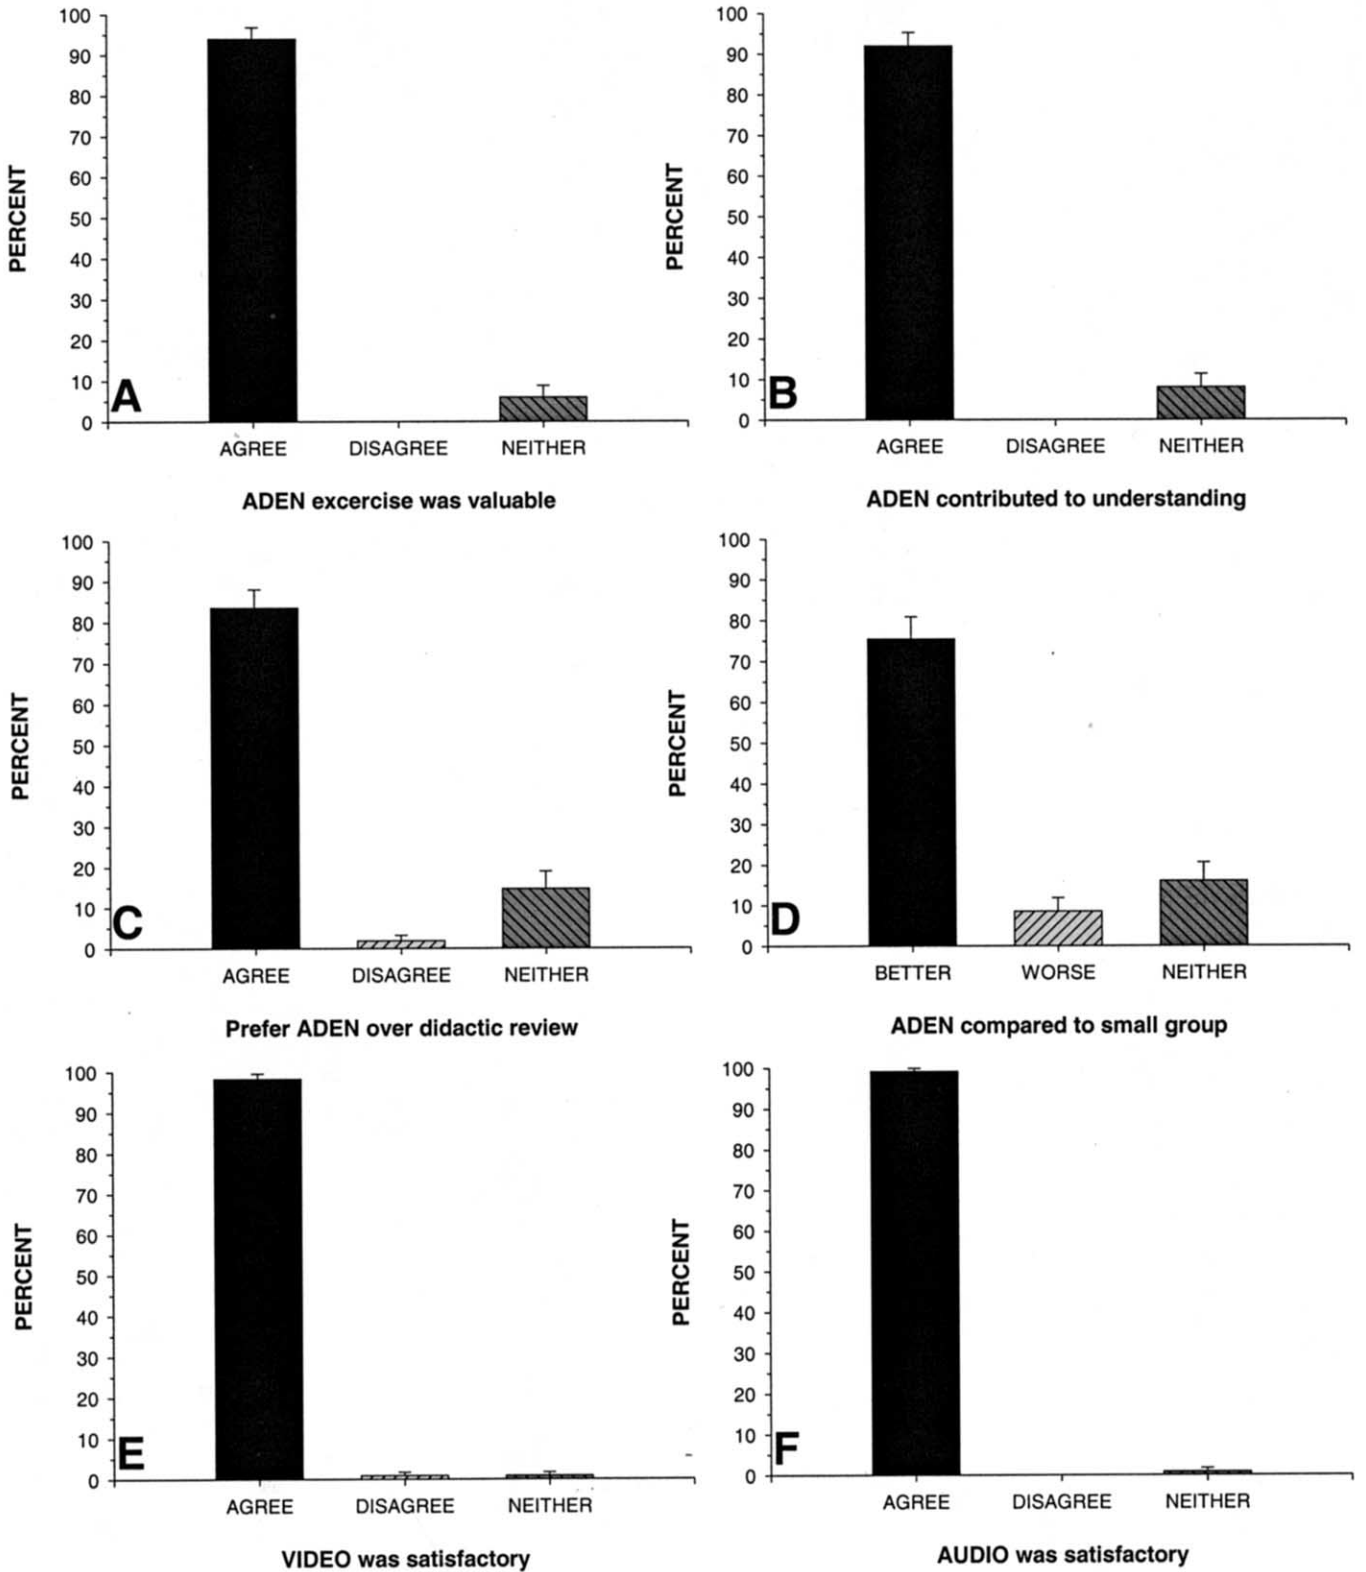 100
90
80
70
60
50
40
30
20
10
0
PERCENT
A
AGREE DISAGREE NEITHER
ADEN excercise was valuable
100
90
80
70
60
50
40
30
20
10
0
PERCENT
B
AGREE DISAGREE NEITHER
ADEN contributed to understanding
100
90
80
70
60
50
40
30
20
10
0
PERCENT
C
AGREE DISAGREE NEITHER
Prefer ADEN over didactic review
100
90
80
70
60
50
40
30
20
10
0
PERCENT
D
BETTER WORSE NEITHER
ADEN compared to small group
100
90
80
70
60
50
40
30
20
10
0
PERCENT
E
AGREE DISAGREE NEITHER
VIDEO was satisfactory
100
90
80
70
60
50
40
30
20
10
0
PERCENT
F
AGREE DISAGREE NEITHER
AUDIO was satisfactory